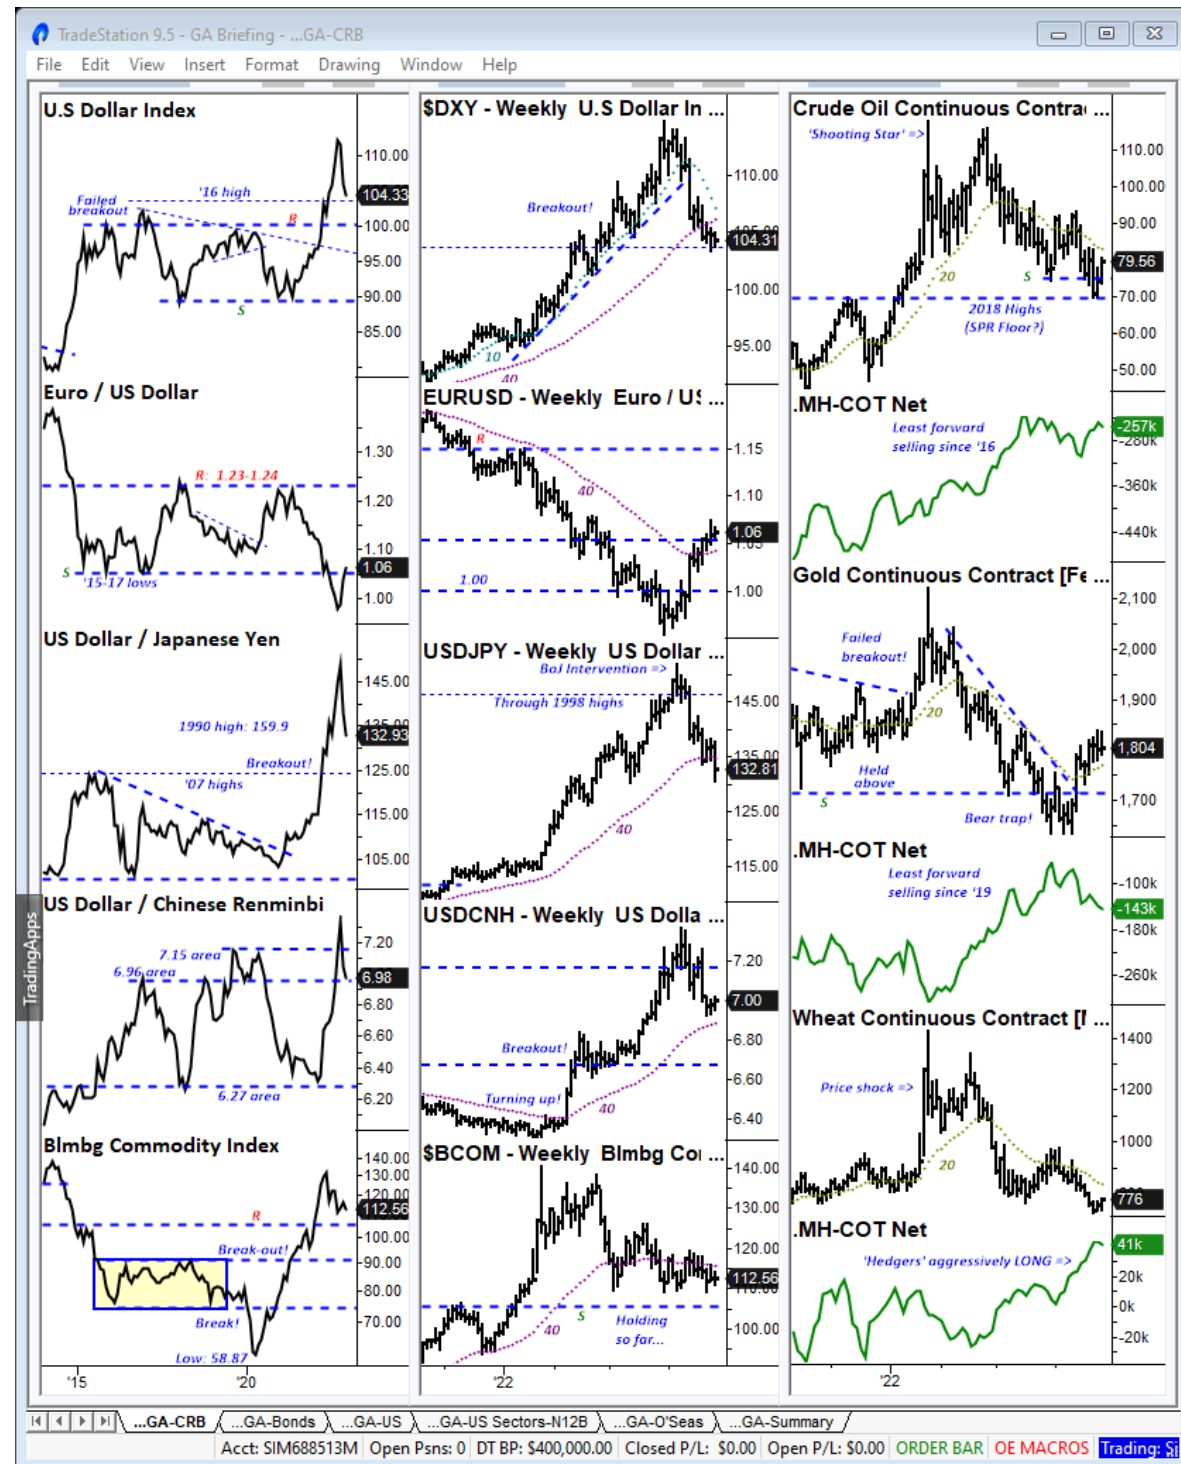 TradeStation 9.5 - GA Briefing - ...GA-CRB
File Edit View Insert Format Drawing Window Help
U.S Dollar Index
'16 high
Failed
breakout
R
S
110.00
104.33
100.00
95.00
90.00
85.00
Euro / US Dollar
R: 1.23-1.24
S
'15-17 lows
1.30
1.20
1.10
1.06
1.00
US Dollar / Japanese Yen
1990 high: 159.9
Breakout!
'07 highs
145.00
132.93
125.00
115.00
105.00
US Dollar / Chinese Renminbi
7.15 area
6.96 area
6.27 area
7.20
6.98
6.80
6.60
6.40
6.20
Blmbg Commodity Index
R
Break-out!
Break!
Low: 58.87
140.00
130.00
120.00
112.56
100.00
90.00
80.00
70.00
'15
'20
$DXY - Weekly U.S Dollar In ...
Breakout!
10
40
110.00
104.31
100.00
95.00
EURUSD - Weekly Euro / US ...
R
40
1.00
1.15
1.10
1.06
1.05
1.00
USDJPY - Weekly US Dollar ...
BoJ Intervention =>
Through 1998 highs
40
145.00
135.00
132.81
125.00
115.00
USDCNH - Weekly US Dolla ...
Breakout!
Turning up!
40
7.20
7.00
6.80
6.60
6.40
$BCOM - Weekly Blmbg Co ...
40
S
Holding
so far...
140.00
130.00
120.00
112.56
100.00
'22
Crude Oil Continuous Contra ...
'Shooting Star' =>
20
S
2018 Highs
(SPR Floor?)
110.00
100.00
90.00
79.56
70.00
60.00
50.00
.MH-COT Net
Least forward
selling since '16
-257k
-280k
-360k
-440k
Gold Continuous Contract [Fe ...
Failed
breakout!
20
Held
above
S
Bear trap!
2,100
2,000
1,900
1,804
1,700
.MH-COT Net
Least forward
selling since '19
-100k
-143k
-180k
-260k
Wheat Continuous Contract [M ...
Price shock =>
20
1400
1200
1000
776
.MH-COT Net
'Hedgers' aggressively LONG =>
41k
20k
0k
-20k
'22
TradingApps
...GA-CRB ...GA-Bonds ...GA-US ...GA-US Sectors-N12B ...GA-O'Seas ...GA-Summary
Acct: SIM688513M Open Psns: 0 DT BP: $400,000.00 Closed P/L: $0.00 Open P/L: $0.00 ORDER BAR OE MACROS Trading: Si